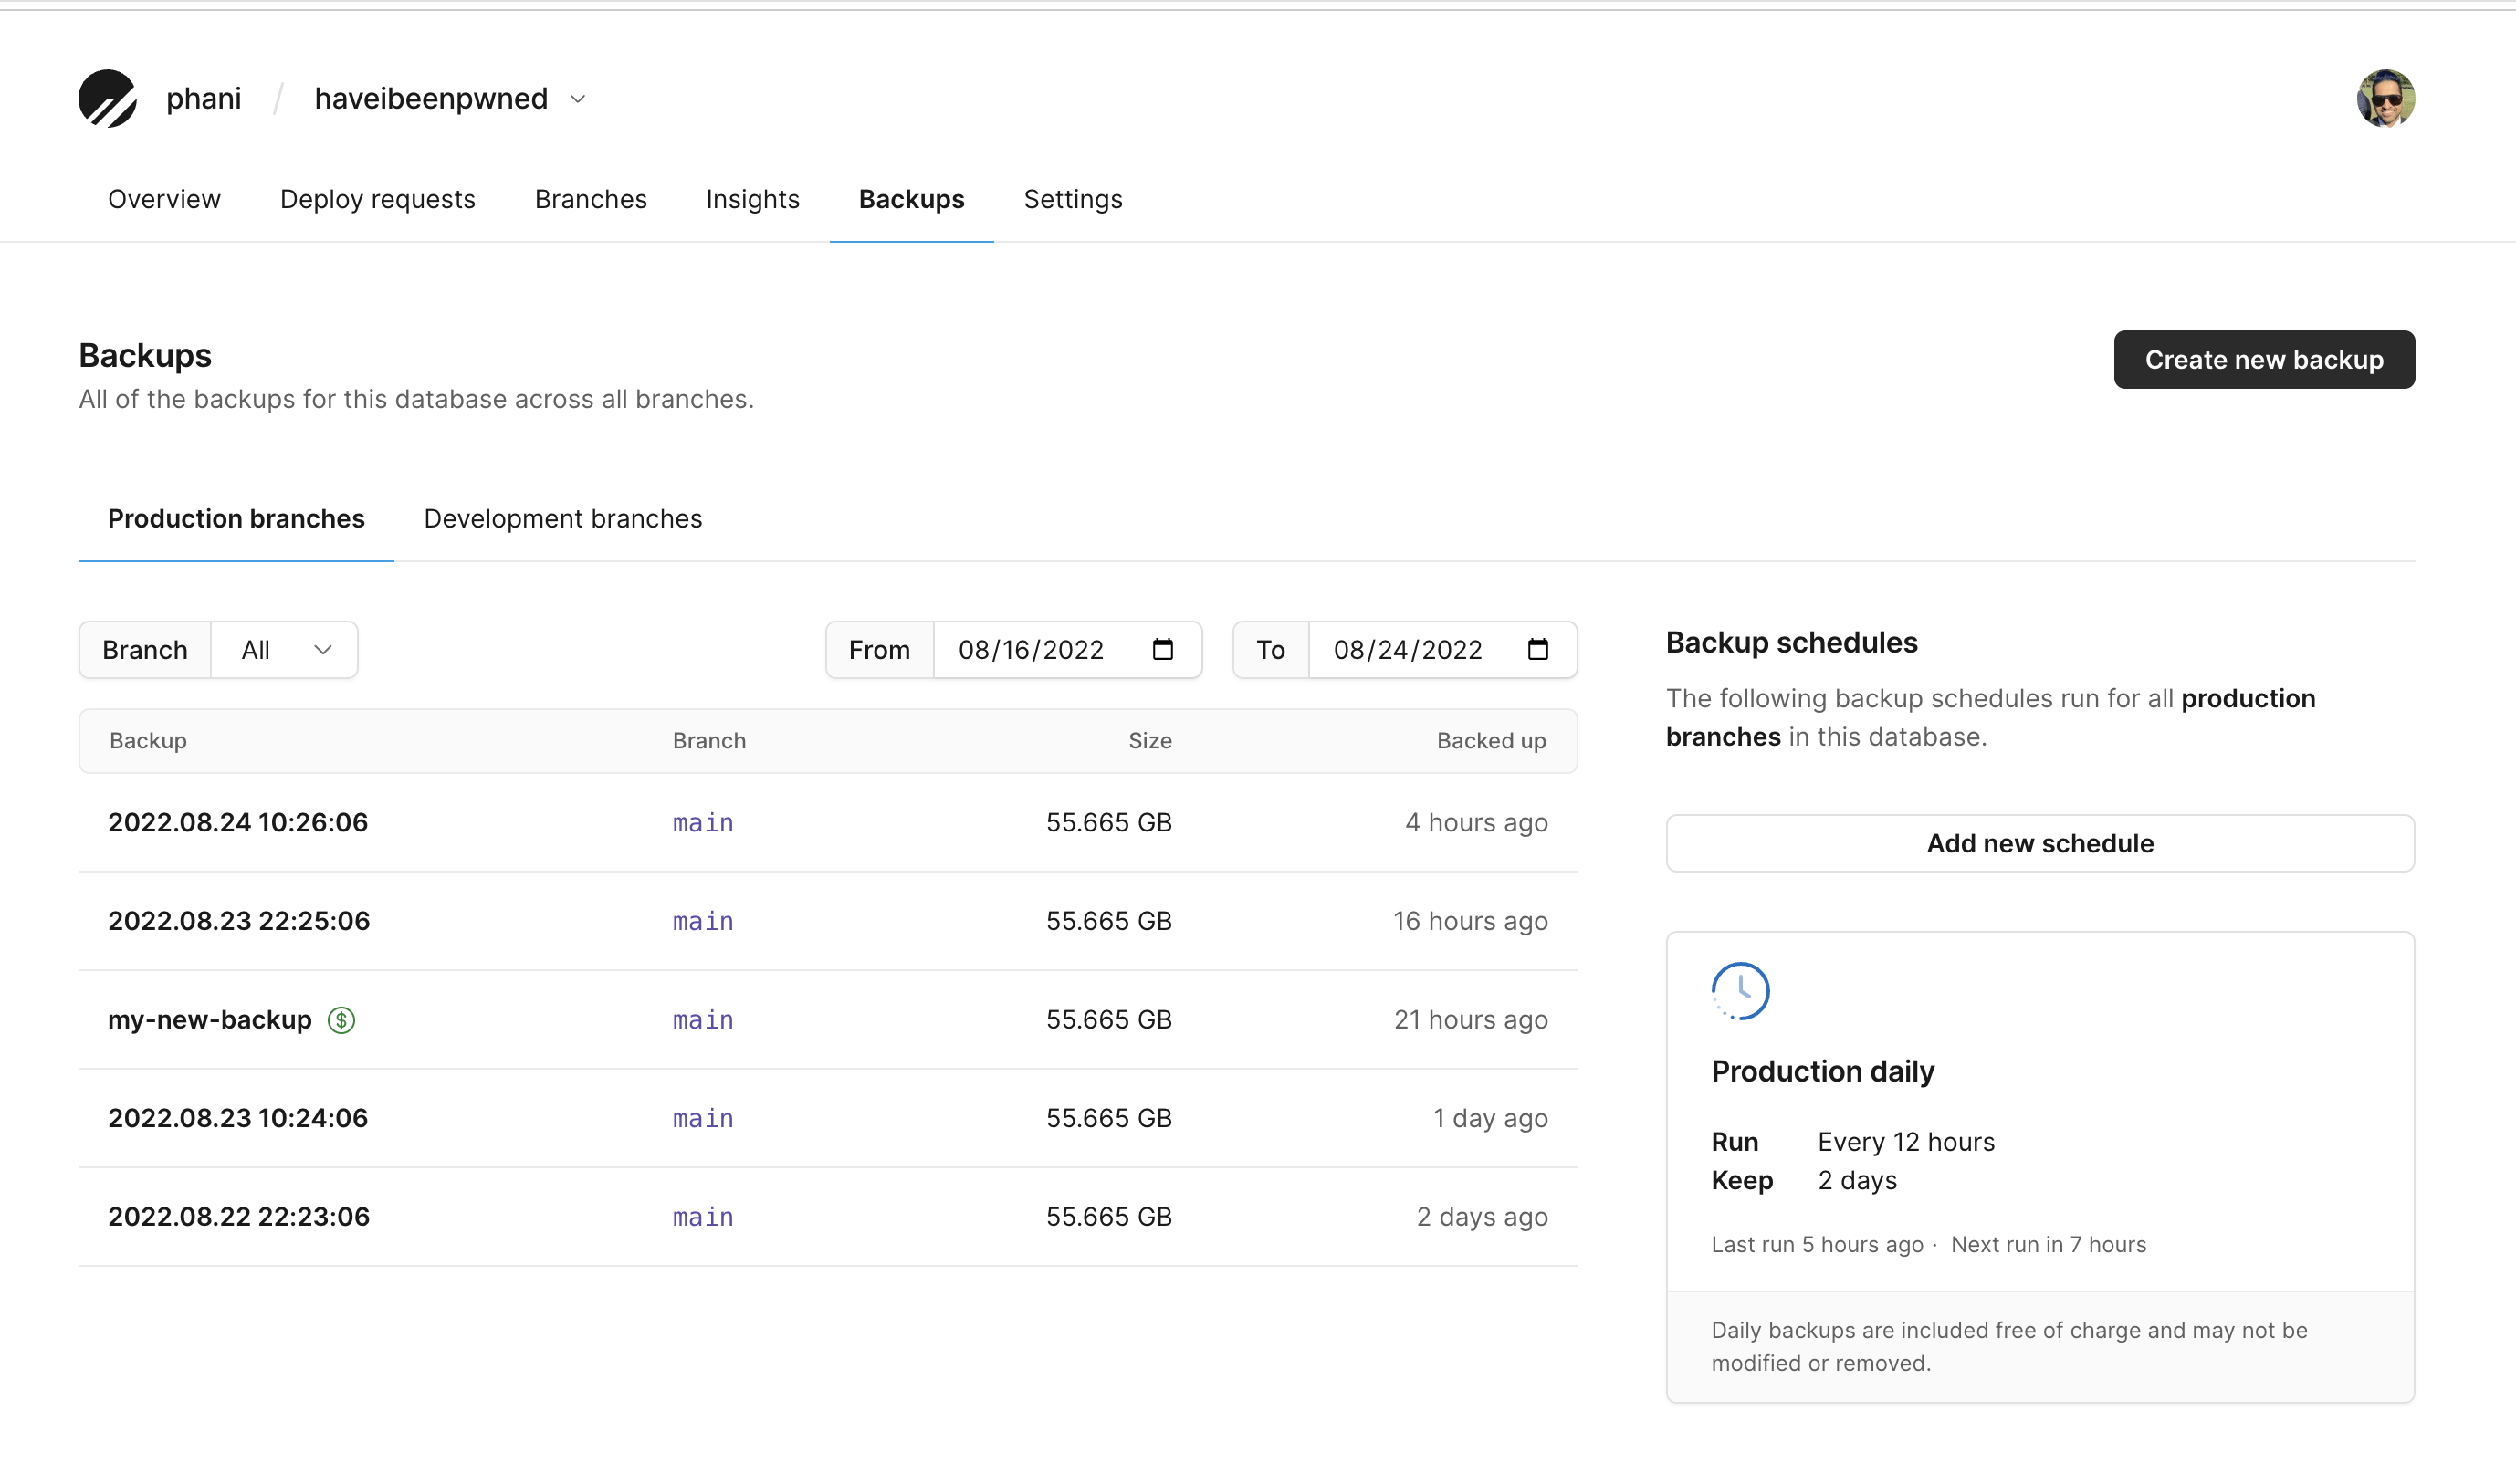 phani / haveibeenpwned
Overview Deploy requests Branches Insights Backups Settings
Backups
Create new backup
All of the backups for this database across all branches.
Production branches Development branches
Branch All From 08/16/2022 To 08/24/2022
Backup Branch Size Backed up
2022.08.24 10:26:06 main 55.665 GB 4 hours ago
2022.08.23 22:25:06 main 55.665 GB 16 hours ago
my-new-backup $ main 55.665 GB 21 hours ago
2022.08.23 10:24:06 main 55.665 GB 1 day ago
2022.08.22 22:23:06 main 55.665 GB 2 days ago
Backup schedules
The following backup schedules run for all production
branches in this database.
Add new schedule
Production daily
Run Every 12 hours
Keep 2 days
Last run 5 hours ago · Next run in 7 hours
Daily backups are included free of charge and may not be
modified or removed.